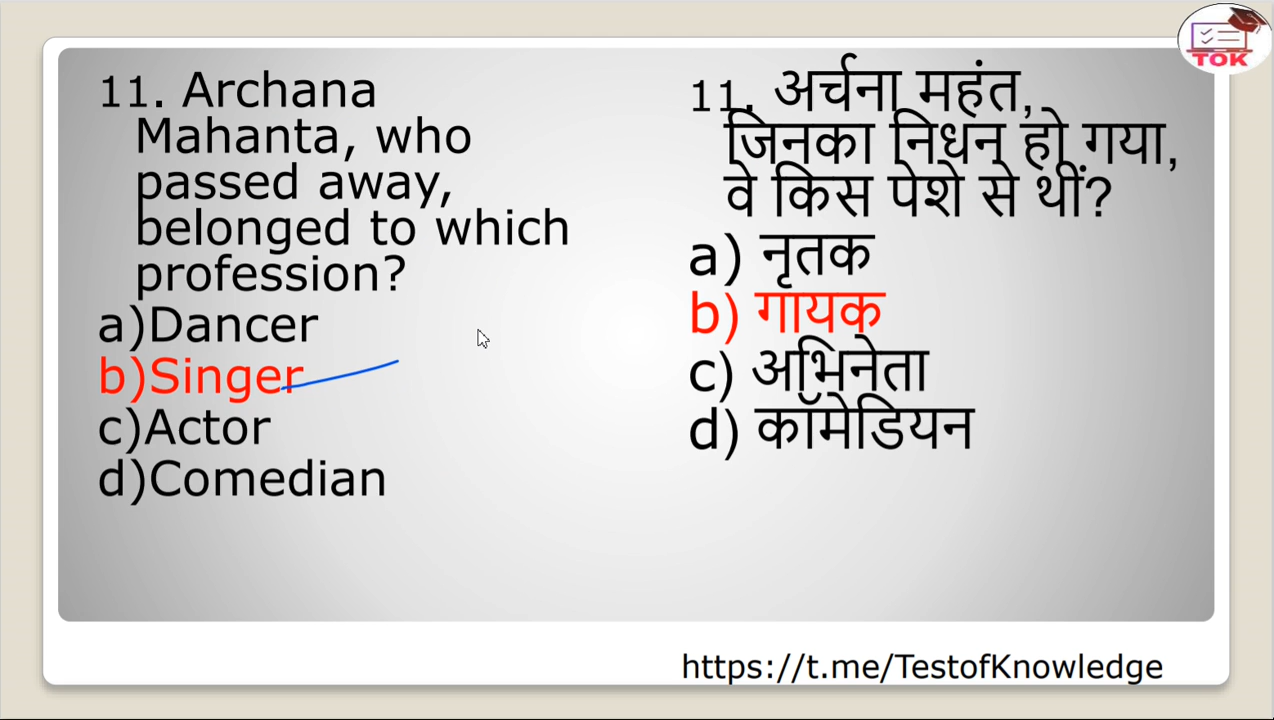 TOK
11. Archana
Mahanta, who
passed away,
belonged to which
profession?
a)Dancer
b)Singer
c)Actor
d)Comedian
11. अर्चना महंत,
जिनका निधन हो गया,
वे किस पेशे से थीं?
a) नृतक
b) गायक
c) अभिनेता
d) कॉमेडियन
https://t.me/TestofKnowledge